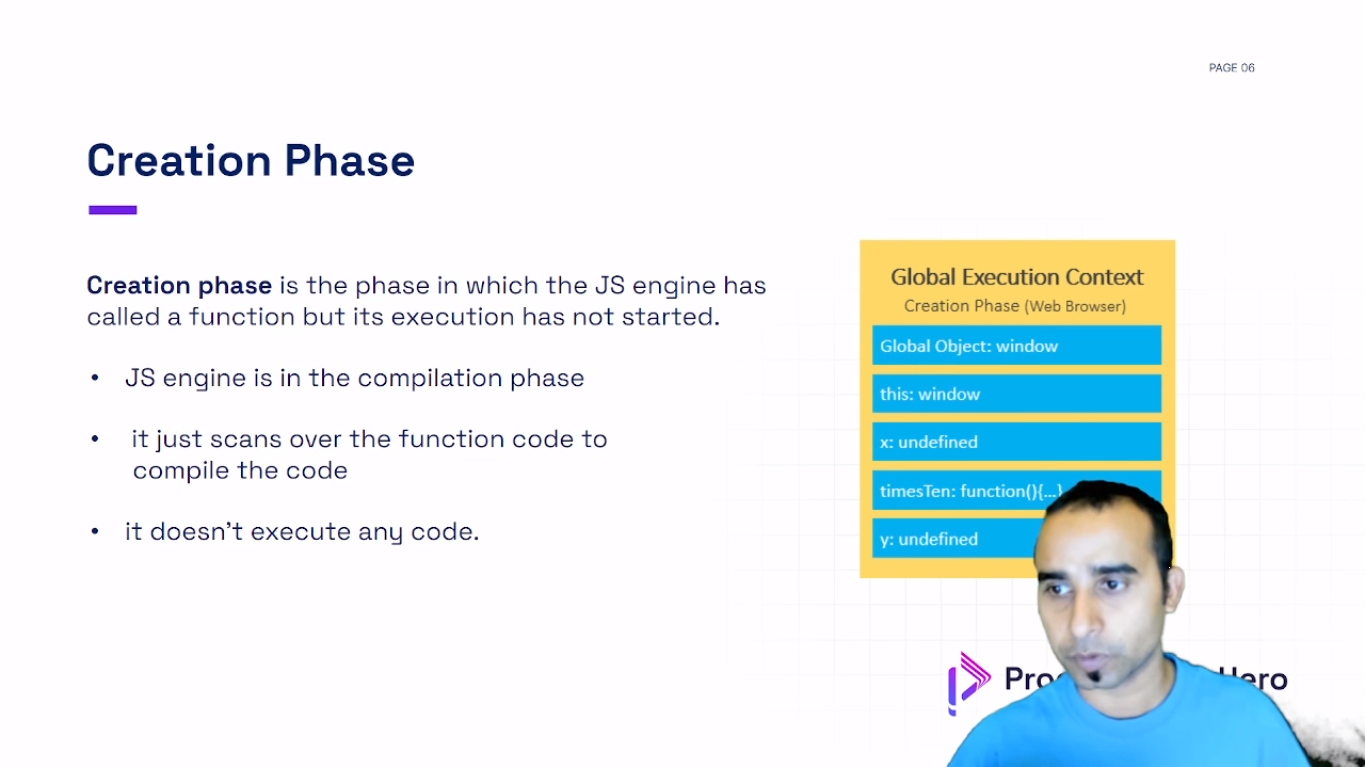 PAGE 06
Creation Phase
Creation phase is the phase in which the JS engine has
called a function but its execution has not started.
• JS engine is in the compilation phase
• it just scans over the function code to
compile the code
• it doesn't execute any code.
Global Execution Context
Creation Phase (Web Browser)
Global Object: window
this: window
x: undefined
timesTen: function(){...}
y: undefined